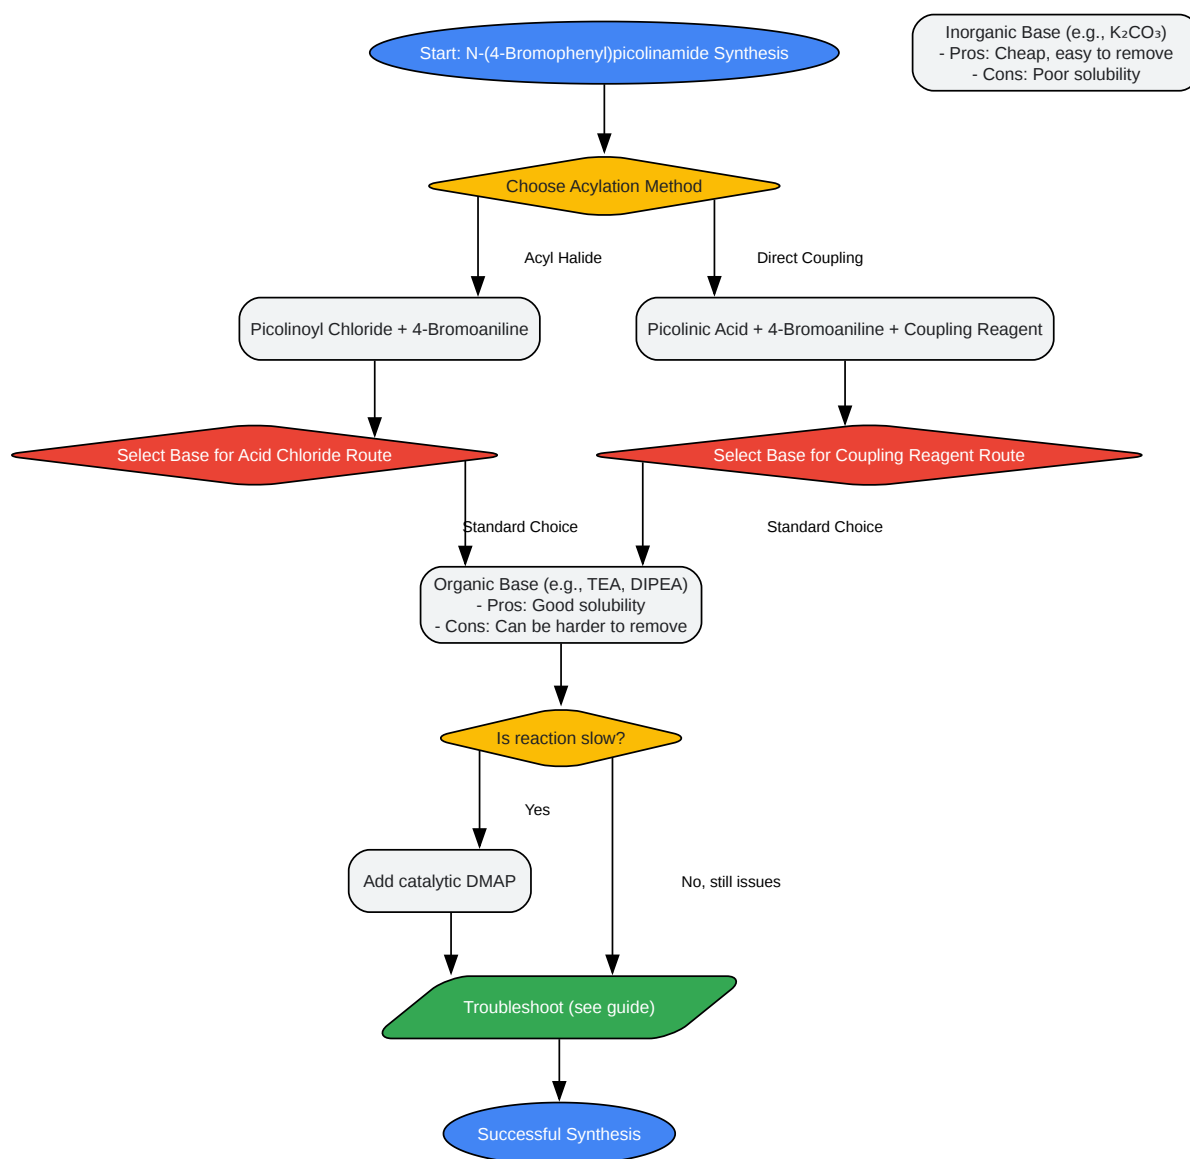 Start: N-(4-Bromophenyl)picolinamide Synthesis
Inorganic Base (e.g., K₂CO₃)
- Pros: Cheap, easy to remove
- Cons: Poor solubility
Choose Acylation Method
Acyl Halide
Direct Coupling
Picolinoyl Chloride + 4-Bromoaniline
Picolinic Acid + 4-Bromoaniline + Coupling Reagent
Select Base for Acid Chloride Route
Select Base for Coupling Reagent Route
Standard Choice
Standard Choice
Organic Base (e.g., TEA, DIPEA)
- Pros: Good solubility
- Cons: Can be harder to remove
Is reaction slow?
Yes
Add catalytic DMAP
No, still issues
Troubleshoot (see guide)
Successful Synthesis